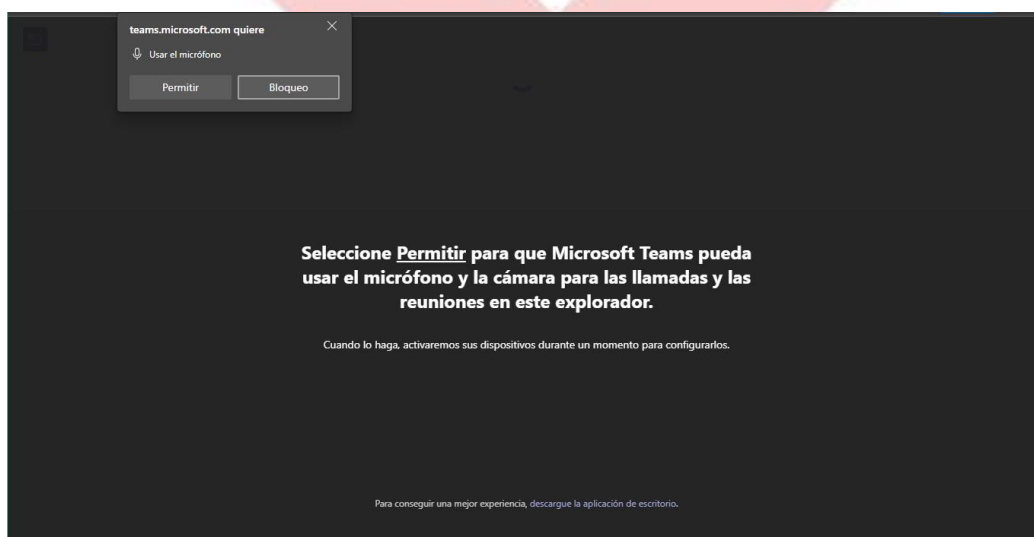 teams.microsoft.com quiere
Usar el micrófono
Permitir
Bloqueo
Seleccione Permitir para que Microsoft Teams pueda
usar el micrófono y la cámara para las llamadas y las
reuniones en este explorador.
Cuando lo haga, activaremos sus dispositivos durante un momento para configurarlos.
Para conseguir una mejor experiencia, descargue la aplicación de escritorio.